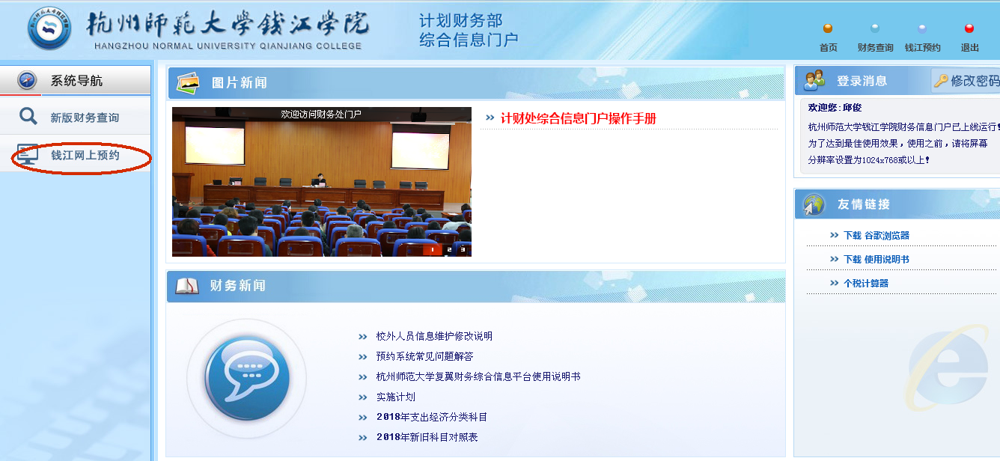 杭州师范大学钱江学院
HANGZHOU NORMAL UNIVERSITY QIANJIANG COLLEGE
计划财务部
综合信息门户
首页 财务查询 钱江预约 退出
系统导航
新版财务查询
钱江网上预约
图片新闻
欢迎访问财务处门户
1 2 3
计财处综合信息门户操作手册
财务新闻
校外人员信息维护修改说明
预约系统常见问题解答
杭州师范大学复翼财务综合信息平台使用说明书
实施计划
2018年支出经济分类科目
2018年新旧科目对照表
登录消息
修改密码
欢迎您:邱俊
杭州师范大学钱江学院财务信息门户已上线运行!
为了达到最佳使用效果，使用之前，请将屏幕
分辨率设置为1024x768或以上!
友情链接
下载 谷歌浏览器
下载 使用说明书
个税计算器